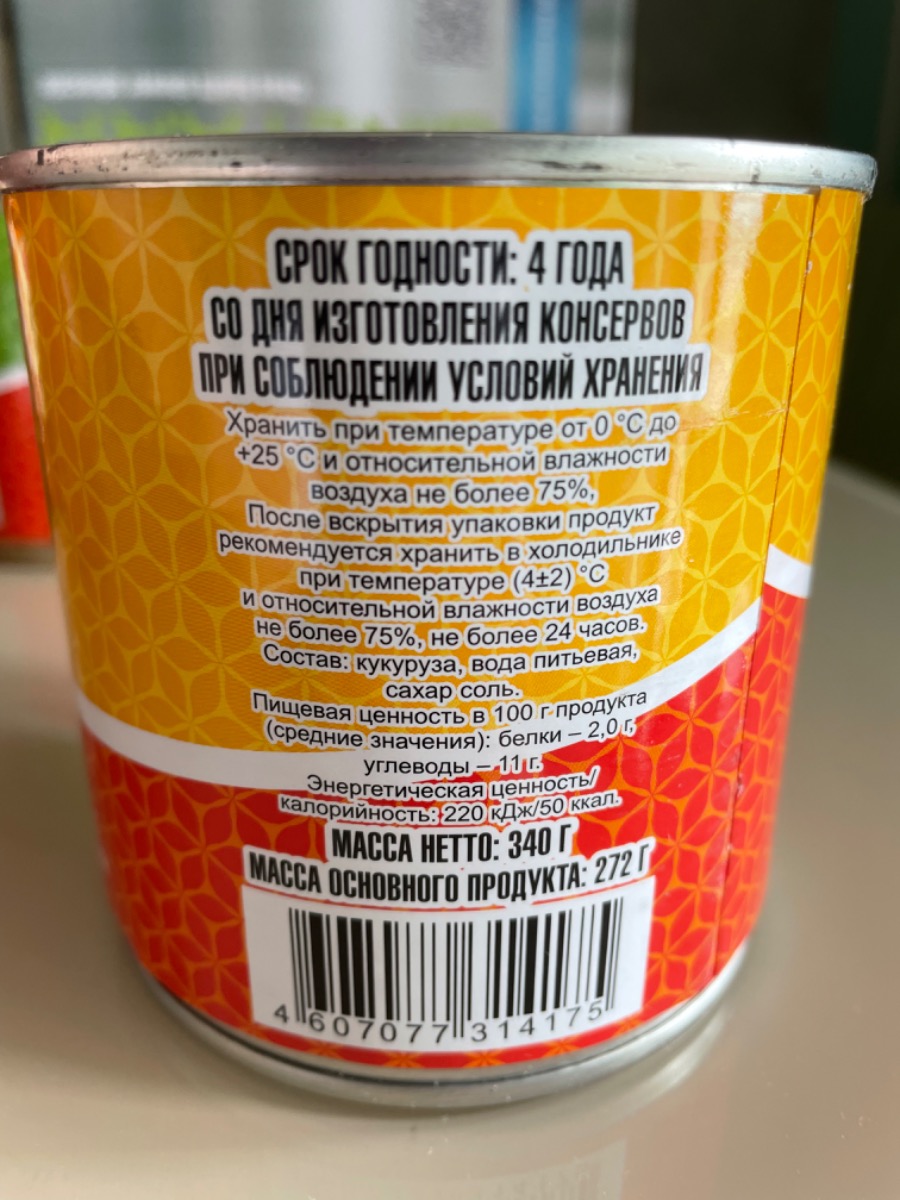 СРОК ГОДНОСТИ: 4 ГОДА
СО ДНЯ ИЗГОТОВЛЕНИЯ КОНСЕРВОВ
ПРИ СОБЛЮДЕНИИ УСЛОВИЙ ХРАНЕНИЯ
Хранить при температуре от 0 °С до
+25 °С и относительной влажности
воздуха не более 75%,
После вскрытия упаковки продукт
рекомендуется хранить в холодильнике
при температуре (4±2) °С
и относительной влажности воздуха
не более 75%, не более 24 часов.
Состав: кукуруза, вода питьевая,
сахар соль.
Пищевая ценность в 100 г продукта
(средние значения): белки – 2,0 г,
углеводы – 11 г.
Энергетическая ценность/
калорийность: 220 кДж/50 ккал.
МАССА НЕТТО: 340 Г
МАССА ОСНОВНОГО ПРОДУКТА: 272 Г
4 607077 314175